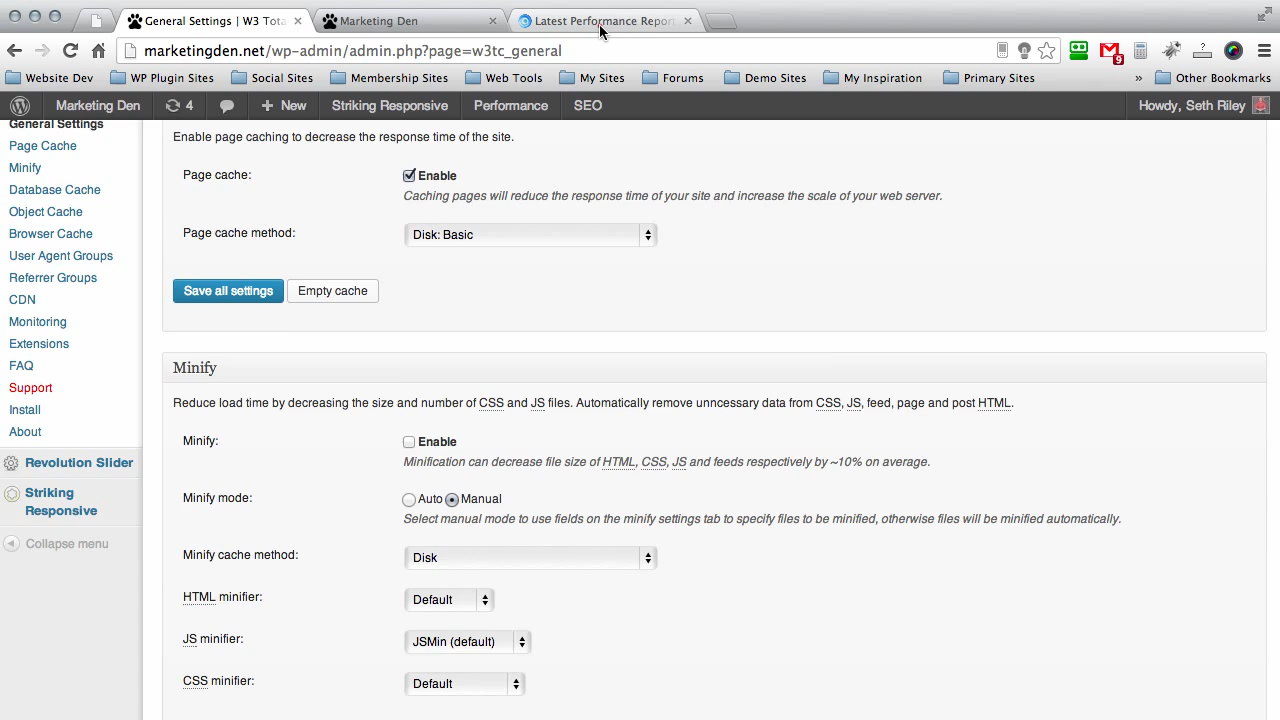 General Settings | W3 Tota
Marketing Den
Latest Performance Report
marketingden.net/wp-admin/admin.php?page=w3tc_general
9
Website Dev
WP Plugin Sites
Social Sites
Membership Sites
Web Tools
My Sites
Forums
Demo Sites
My Inspiration
Primary Sites
»
Other Bookmarks
Marketing Den
4
New
Striking Responsive
Performance
SEO
Howdy, Seth Riley
General Settings
Page Cache
Minify
Database Cache
Object Cache
Browser Cache
User Agent Groups
Referrer Groups
CDN
Monitoring
Extensions
FAQ
Support
Install
About
Revolution Slider
Striking
Responsive
Collapse menu
Enable page caching to decrease the response time of the site.
Page cache:
Enable
Caching pages will reduce the response time of your site and increase the scale of your web server.
Page cache method:
Disk: Basic
Save all settings
Empty cache
Minify
Reduce load time by decreasing the size and number of CSS and JS files. Automatically remove unncessary data from CSS, JS, feed, page and post HTML.
Minify:
Enable
Minification can decrease file size of HTML, CSS, JS and feeds respectively by ~10% on average.
Minify mode:
Auto
Manual
Select manual mode to use fields on the minify settings tab to specify files to be minified, otherwise files will be minified automatically.
Minify cache method:
Disk
HTML minifier:
Default
JS minifier:
JSMin (default)
CSS minifier:
Default